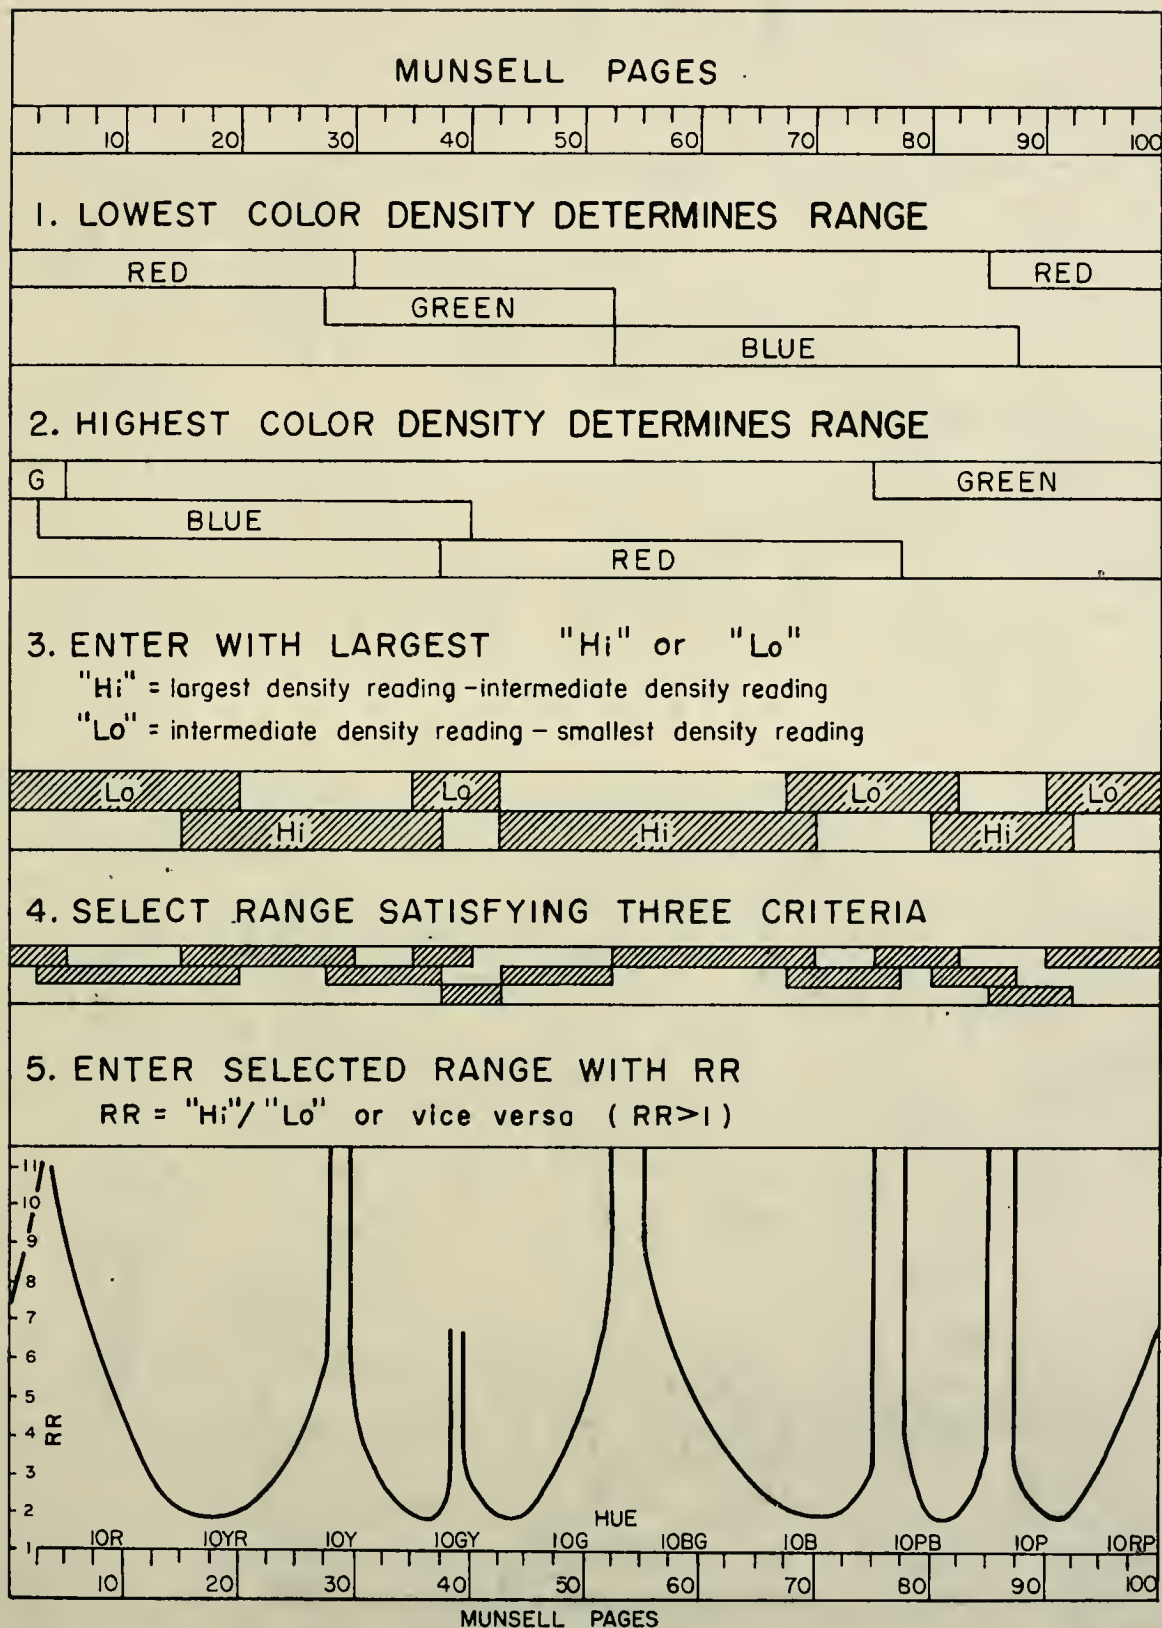 MUNSELL PAGES
10 20 30 40 50 60 70 80 90 100
1. LOWEST COLOR DENSITY DETERMINES RANGE
RED RED
GREEN
BLUE
2. HIGHEST COLOR DENSITY DETERMINES RANGE
G GREEN
BLUE
RED
3. ENTER WITH LARGEST "Hi" or "Lo"
"Hi" = largest density reading - intermediate density reading
"Lo" = intermediate density reading - smallest density reading
Lo Lo Lo Lo
Hi Hi Hi
4. SELECT RANGE SATISFYING THREE CRITERIA
5. ENTER SELECTED RANGE WITH RR
RR = "Hi"/"Lo" or vice versa (RR>1)
11
10
9
8
7
6
5
4
3
2
1
RR
HUE
10R 10YR 10Y 10GY 10G 10BG 10B 10PB 10P 10RP
10 20 30 40 50 60 70 80 90 100
MUNSELL PAGES